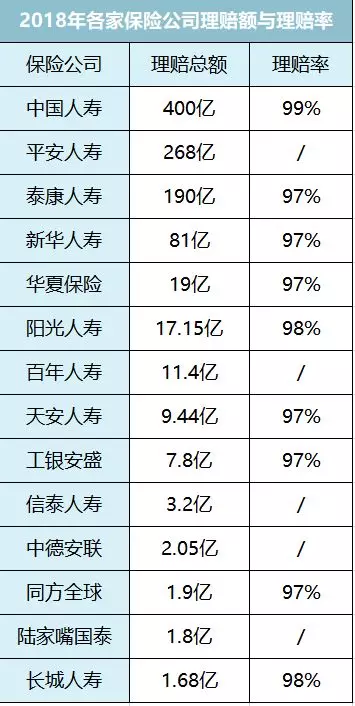 2018年各家保险公司理赔额与理赔率
保险公司 理赔总额 理赔率
中国人寿 400亿 99%
平安人寿 268亿 /
泰康人寿 190亿 97%
新华人寿 81亿 97%
华夏保险 19亿 97%
阳光人寿 17.15亿 98%
百年人寿 11.4亿 /
天安人寿 9.44亿 97%
工银安盛 7.8亿 97%
信泰人寿 3.2亿 /
中德安联 2.05亿 /
同方全球 1.9亿 97%
陆家嘴国泰 1.8亿 /
长城人寿 1.68亿 98%